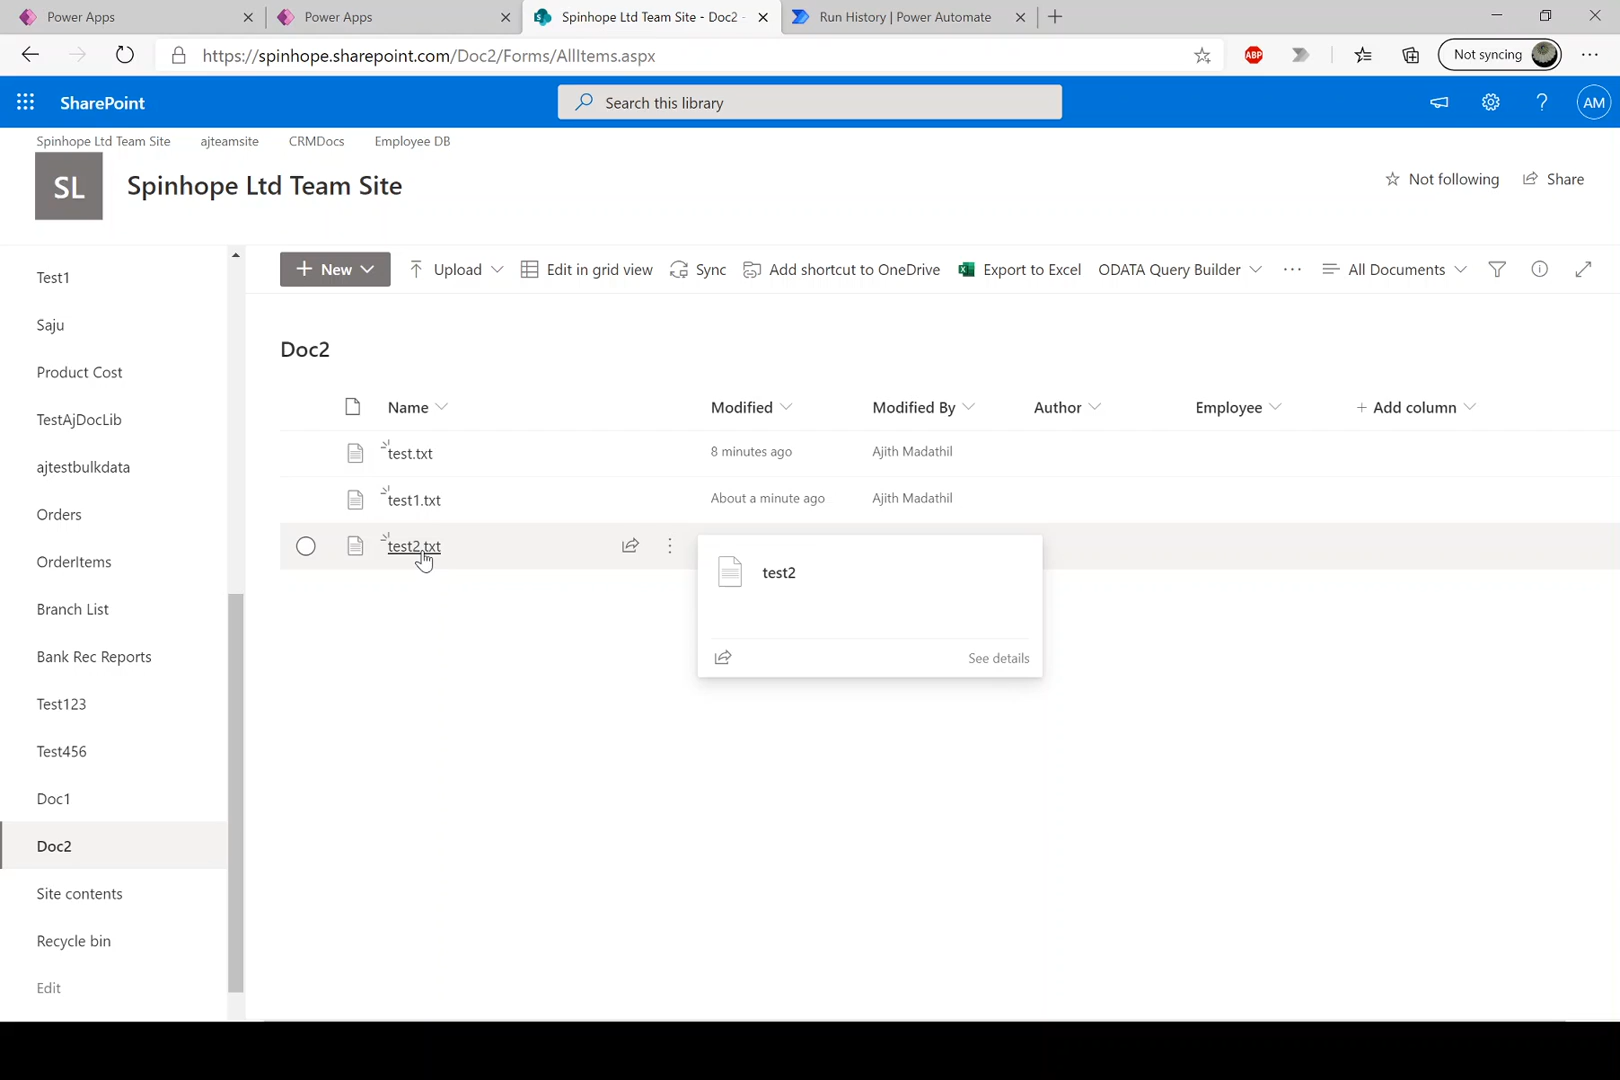 Power Apps
Power Apps
Spinhope Ltd Team Site - Doc2 -
Run History | Power Automate
https://spinhope.sharepoint.com/Doc2/Forms/AllItems.aspx
ABP
Not syncing
SharePoint
Search this library
?
AM
Spinhope Ltd Team Site
ajteamsite
CRMDocs
Employee DB
SL
Spinhope Ltd Team Site
Not following
Share
Test1
Saju
Product Cost
TestAjDocLib
ajtestbulkdata
Orders
OrderItems
Branch List
Bank Rec Reports
Test123
Test456
Doc1
Doc2
Site contents
Recycle bin
Edit
+ New
Upload
Edit in grid view
Sync
Add shortcut to OneDrive
Export to Excel
ODATA Query Builder
All Documents
Doc2
Name
Modified
Modified By
Author
Employee
+ Add column
test.txt
8 minutes ago
Ajith Madathil
test1.txt
About a minute ago
Ajith Madathil
test2.txt
test2
See details